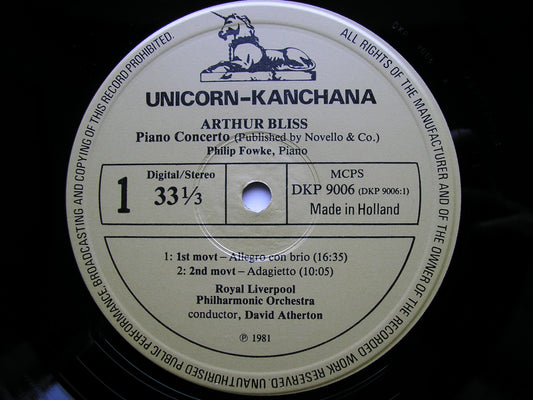 ALL RIGHTS OF THE MANUFACTURER AND OF THE OWNER OF THE RECORDED WORK RESERVED. UNAUTHORISED PUBLIC PERFORMANCE, BROADCASTING AND COPYING OF THIS RECORD PROHIBITED.
UNICORN-KANCHANA
ARTHUR BLISS
Piano Concerto (Published by Novello & Co.)
Philip Fowke, Piano
1
Digital/Stereo
33⅓
MCPS
DKP 9006 (DKP 9006:1)
Made in Holland
1: 1st movt – Allegro con brio (16:35)
2: 2nd movt – Adagietto (10:05)
Royal Liverpool
Philharmonic Orchestra
conductor, David Atherton
℗ 1981